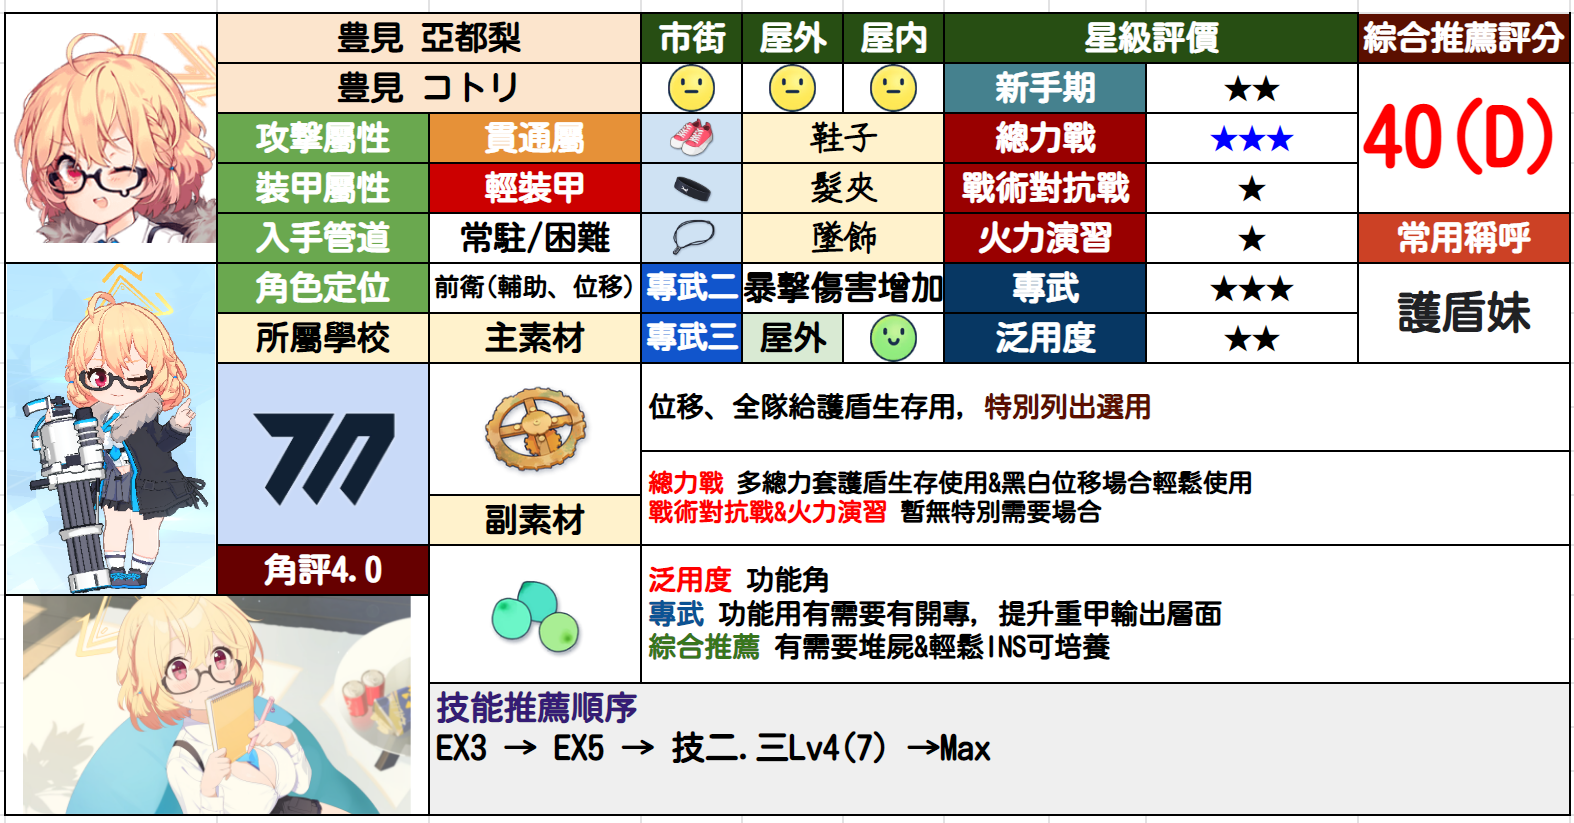 豊見 亞都梨
市街
屋外
屋内
星級評價
綜合推薦評分
豊見 コトリ
新手期
★★
40(D)
攻擊屬性
貫通屬
鞋子
總力戰
★★★
裝甲屬性
輕裝甲
髮夾
戰術對抗戰
★
入手管道
常駐/困難
墜飾
火力演習
★
常用稱呼
角色定位
前衛(輔助、位移)
專武二
暴擊傷害增加
專武
★★★
護盾妹
所屬學校
主素材
專武三
屋外
泛用度
★★
位移、全隊給護盾生存用, 特別列出選用
總力戰 多總力套護盾生存使用&黑白位移場合輕鬆使用
戰術對抗戰&火力演習 暫無特別需要場合
副素材
角評4.0
泛用度 功能角
專武 功能用有需要有開專, 提升重甲輸出層面
綜合推薦 有需要堆屍&輕鬆INS可培養
技能推薦順序
EX3 → EX5 → 技二.三Lv4(7) →Max